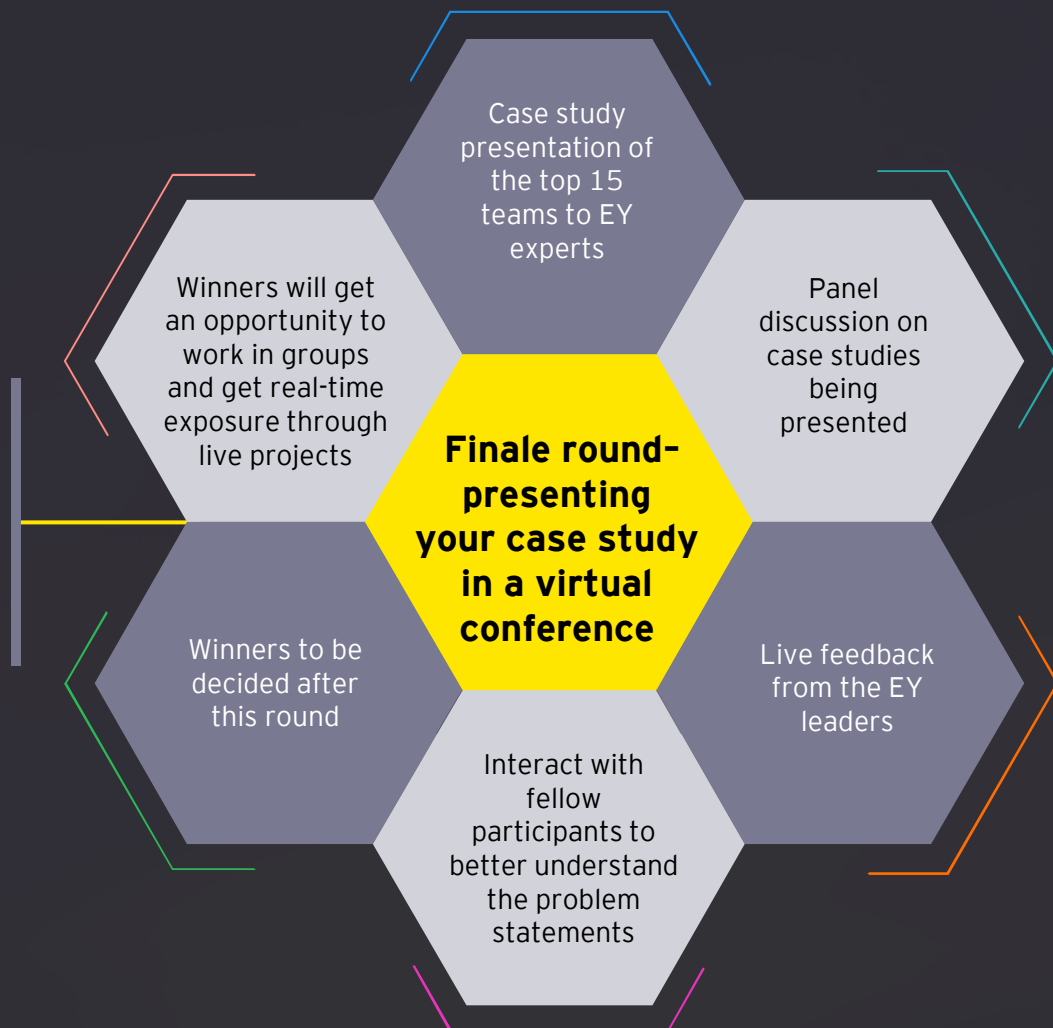 Case study
presentation of
the top 15
teams to EY
experts
Winners will get
an opportunity to
work in groups
and get real-time
exposure through
live projects
Panel
discussion on
case studies
being
presented
Finale round–
presenting
your case study
in a virtual
conference
Winners to be
decided after
this round
Live feedback
from the EY
leaders
Interact with
fellow
participants to
better understand
the problem
statements